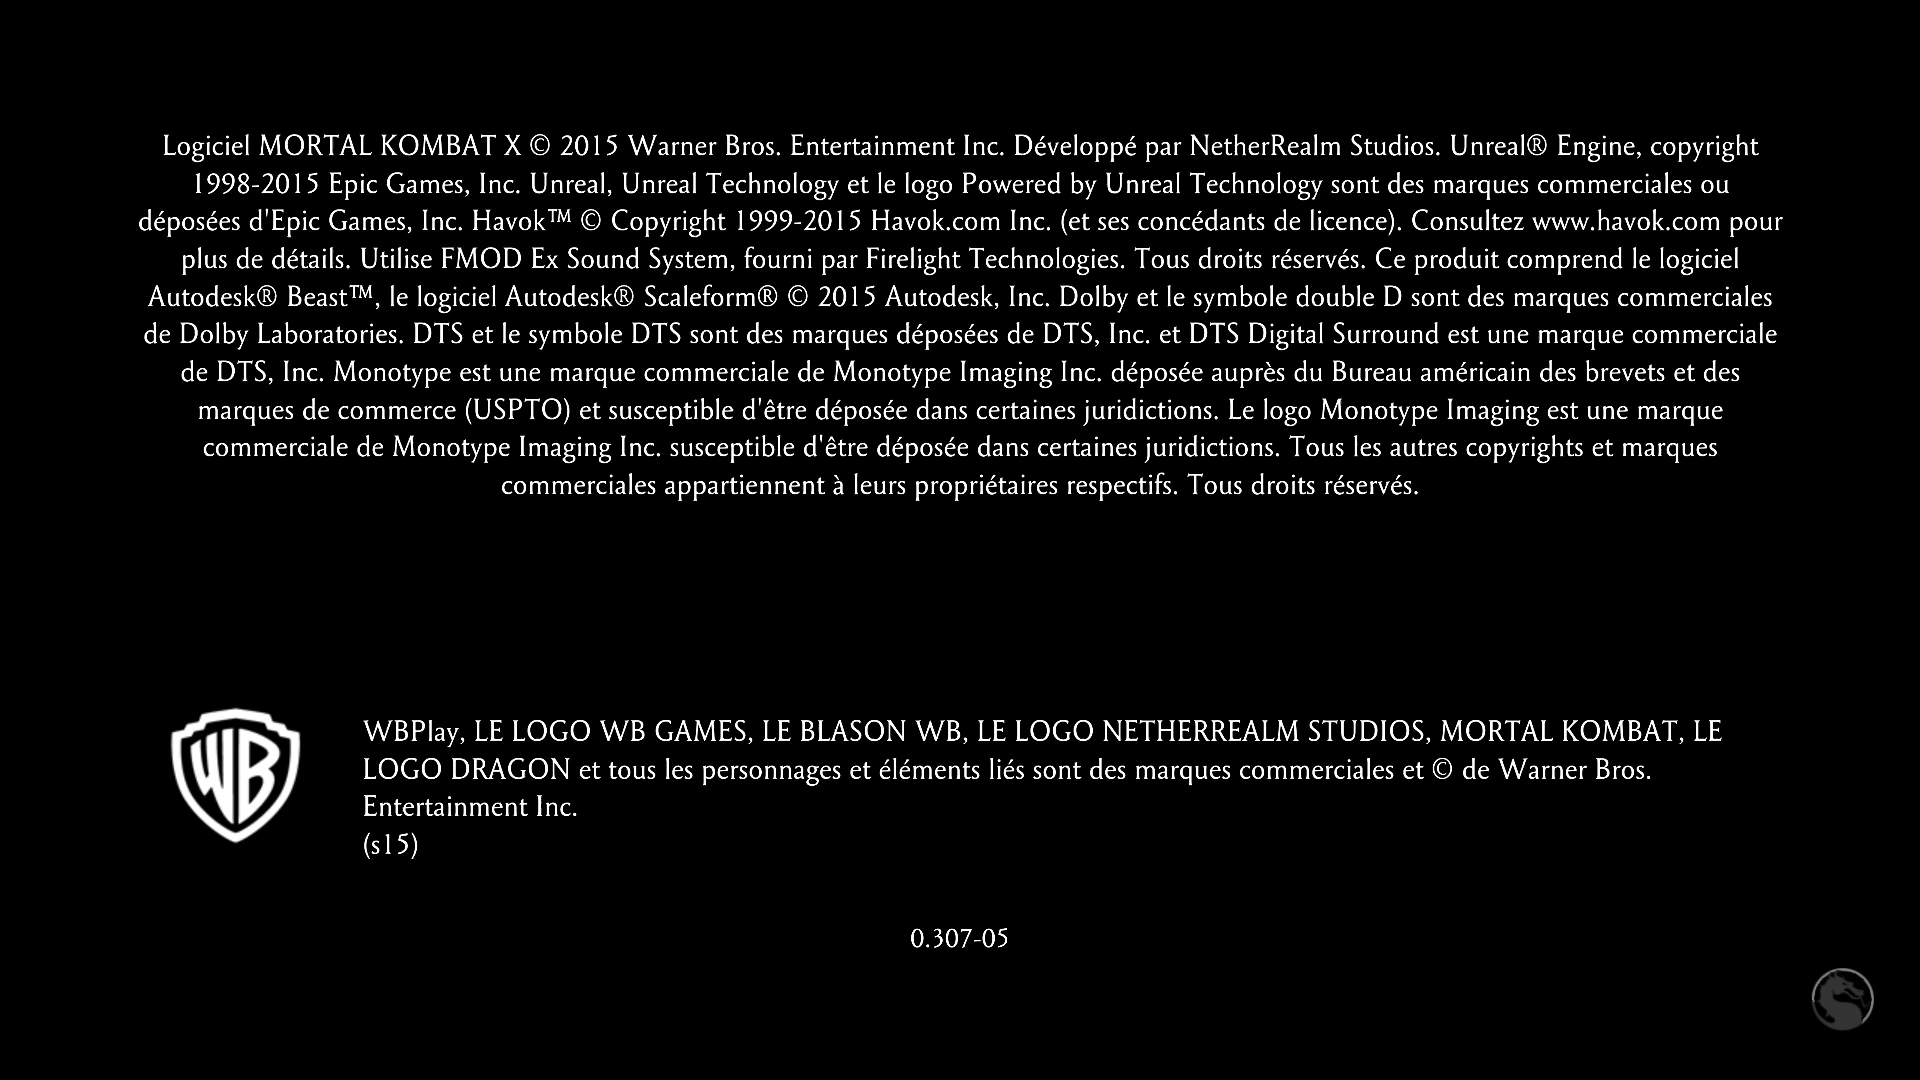 Logiciel MORTAL KOMBAT X © 2015 Warner Bros. Entertainment Inc. Développé par NetherRealm Studios. Unreal® Engine, copyright
1998-2015 Epic Games, Inc. Unreal, Unreal Technology et le logo Powered by Unreal Technology sont des marques commerciales ou
déposées d'Epic Games, Inc. Havok™ © Copyright 1999-2015 Havok.com Inc. (et ses concédants de licence). Consultez www.havok.com pour
plus de détails. Utilise FMOD Ex Sound System, fourni par Firelight Technologies. Tous droits réservés. Ce produit comprend le logiciel
Autodesk® Beast™, le logiciel Autodesk® Scaleform® © 2015 Autodesk, Inc. Dolby et le symbole double D sont des marques commerciales
de Dolby Laboratories. DTS et le symbole DTS sont des marques déposées de DTS, Inc. et DTS Digital Surround est une marque commerciale
de DTS, Inc. Monotype est une marque commerciale de Monotype Imaging Inc. déposée auprès du Bureau américain des brevets et des
marques de commerce (USPTO) et susceptible d'être déposée dans certaines juridictions. Le logo Monotype Imaging est une marque
commerciale de Monotype Imaging Inc. susceptible d'être déposée dans certaines juridictions. Tous les autres copyrights et marques
commerciales appartiennent à leurs propriétaires respectifs. Tous droits réservés.
WB
WBPlay, LE LOGO WB GAMES, LE BLASON WB, LE LOGO NETHERREALM STUDIOS, MORTAL KOMBAT, LE
LOGO DRAGON et tous les personnages et éléments liés sont des marques commerciales et © de Warner Bros.
Entertainment Inc.
(s15)
0.307-05